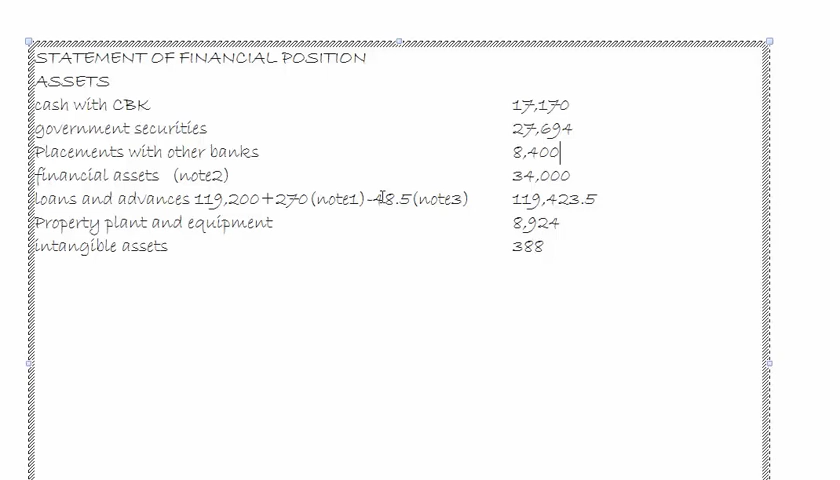 STATEMENT OF FINANCIAL POSITION
ASSETS
cash with CBK 17,170
government securities 27,694
Placements with other banks 8,400
financial assets (note2) 34,000
loans and advances 119,200+270(note1)-48.5(note3) 119,423.5
Property plant and equipment 8,924
intangible assets 388